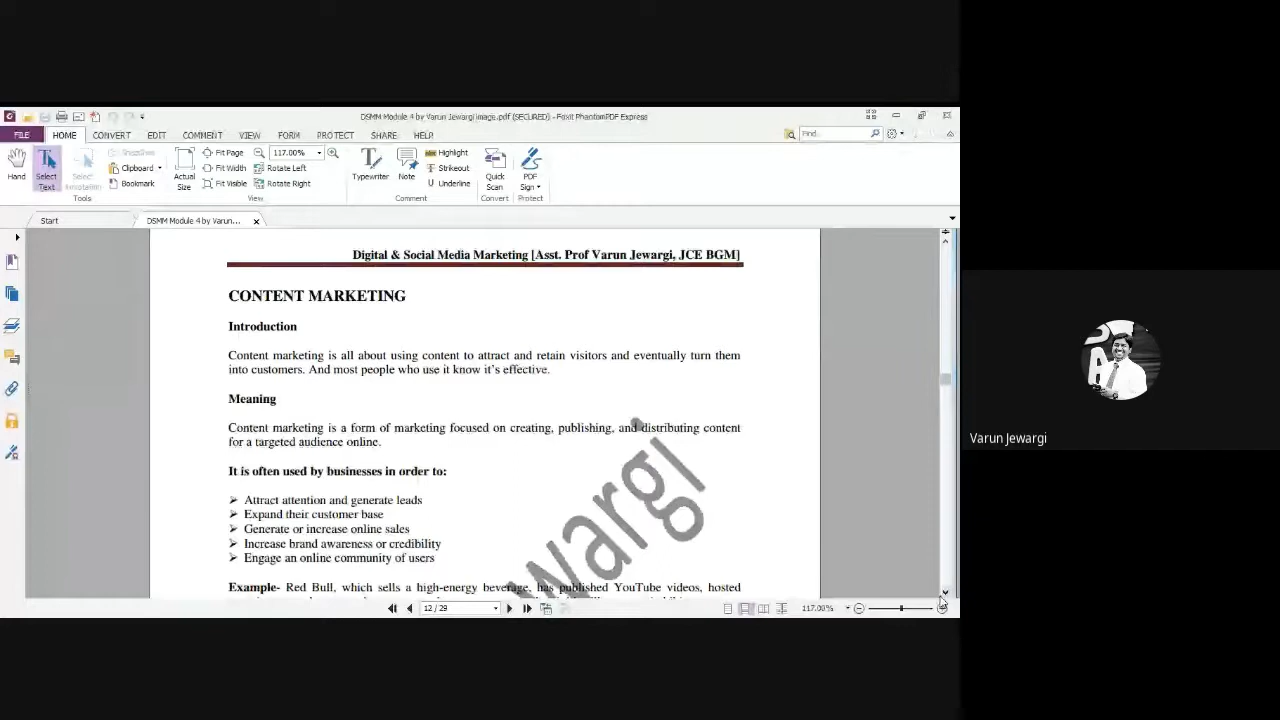 DSMM Module 4 by Varun Jewargi image.pdf (SECURED) - Foxit PhantomPDF Express
FILE HOME CONVERT EDIT COMMENT VIEW FORM PROTECT SHARE HELP
Find...
Hand
Select Text
Select Annotation
SnapShot
Clipboard
Bookmark
Tools
Actual Size
Fit Page
Fit Width
Fit Visible
117.00%
Rotate Left
Rotate Right
View
Typewriter
Note
Highlight
Strikeout
Underline
Comment
Quick Scan
Convert
PDF Sign
Protect
Start
DSMM Module 4 by Varun...
Digital & Social Media Marketing [Asst. Prof Varun Jewargi, JCE BGM]
CONTENT MARKETING
Introduction
Content marketing is all about using content to attract and retain visitors and eventually turn them
into customers. And most people who use it know it's effective.
Meaning
Content marketing is a form of marketing focused on creating, publishing, and distributing content
for a targeted audience online.
It is often used by businesses in order to:
➢ Attract attention and generate leads
➢ Expand their customer base
➢ Generate or increase online sales
➢ Increase brand awareness or credibility
➢ Engage an online community of users
Example- Red Bull, which sells a high-energy beverage, has published YouTube videos, hosted
wargi
12 / 29
117.00%
Varun Jewargi